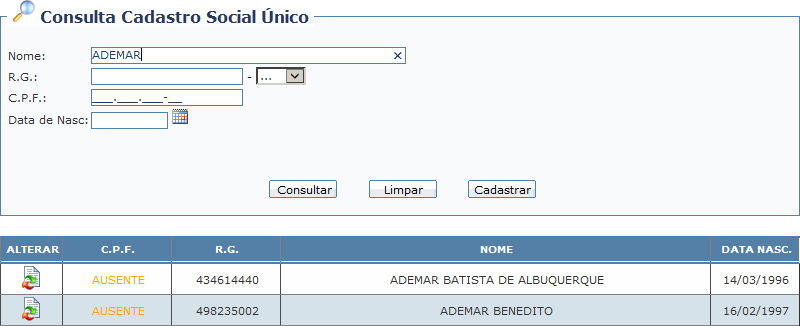 Consulta Cadastro Social Único
Nome: ADEMAR ×
R.G.: - ...
C.P.F.: ___.___.___-__
Data de Nasc:
Consultar Limpar Cadastrar
ALTERAR C.P.F. R.G. NOME DATA NASC.
AUSENTE 434614440 ADEMAR BATISTA DE ALBUQUERQUE 14/03/1996
AUSENTE 498235002 ADEMAR BENEDITO 16/02/1997